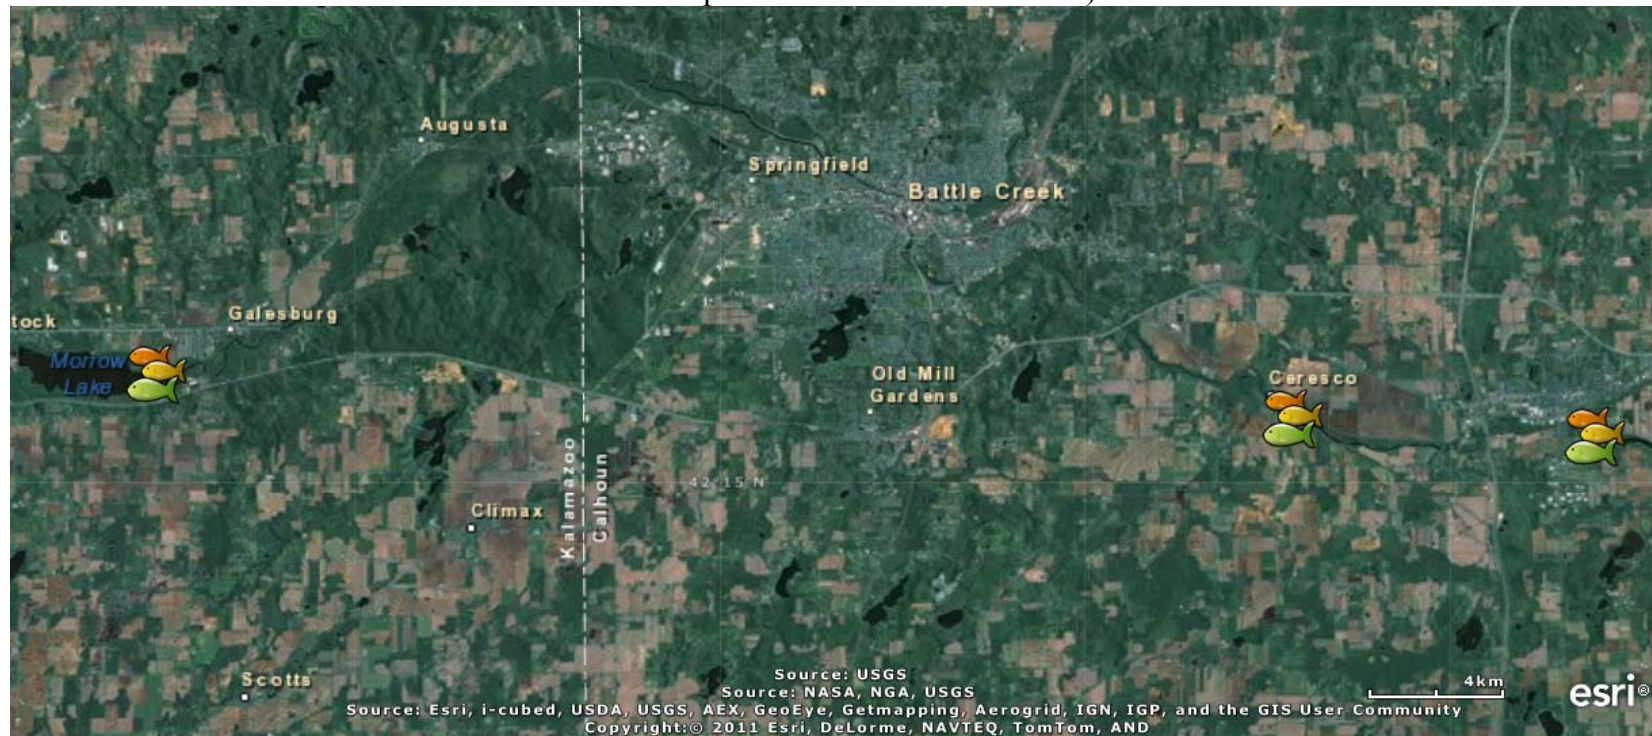 Augusta
Springfield
Battle Creek
Galesburg
tock
Morrow
Lake
Old Mill
Gardens
Ceresco
Kalamazoo
Calhoun
42 15 N
Climax
Scotts
Source: USGS
Source: NASA, NGA, USGS
4km
esri®
Source: Esri, i-cubed, USDA, USGS, AEX, GeoEye, Getmapping, Aerogrid, IGN, IGP, and the GIS User Community
Copyright:© 2011 Esri, DeLorme, NAVTEQ, TomTom, AND